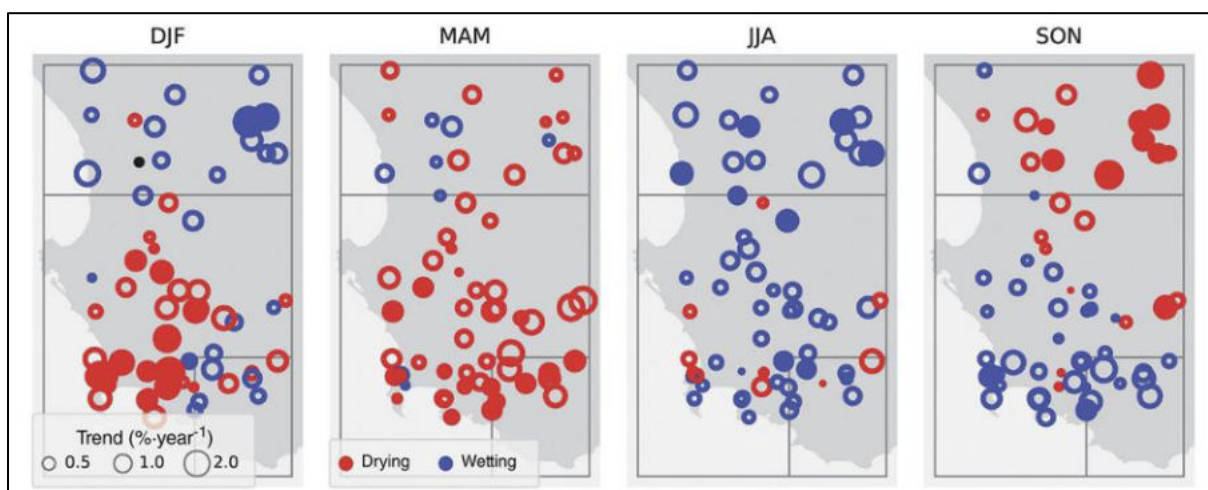 DJF MAM JJA SON
Trend (%·year⁻¹)
0.5 1.0 2.0
Drying Wetting